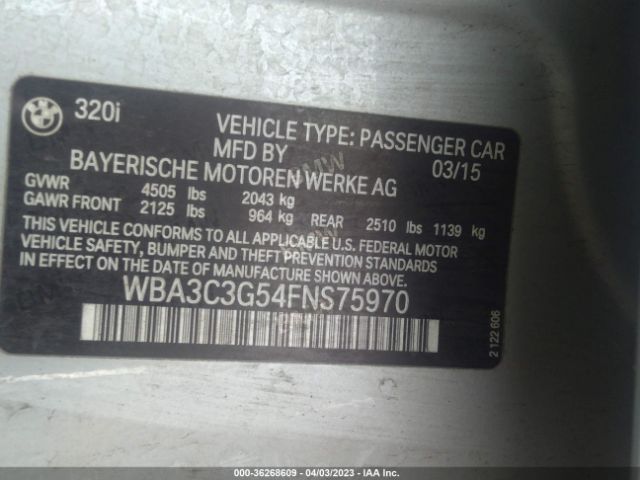 BMW
320i
VEHICLE TYPE: PASSENGER CAR
MFD BY 03/15
BAYERISCHE MOTOREN WERKE AG
GVWR 4505 lbs 2043 kg
GAWR FRONT 2125 lbs 964 kg REAR 2510 lbs 1139 kg
THIS VEHICLE CONFORMS TO ALL APPLICABLE U.S. FEDERAL MOTOR
VEHICLE SAFETY, BUMPER AND THEFT PREVENTION STANDARDS
IN EFFECT ON THE DATE OF MANUFACTURE SHOWN ABOVE.
WBA3C3G54FNS75970
2 122 606
000-36268609 - 04/03/2023 - IAA Inc.